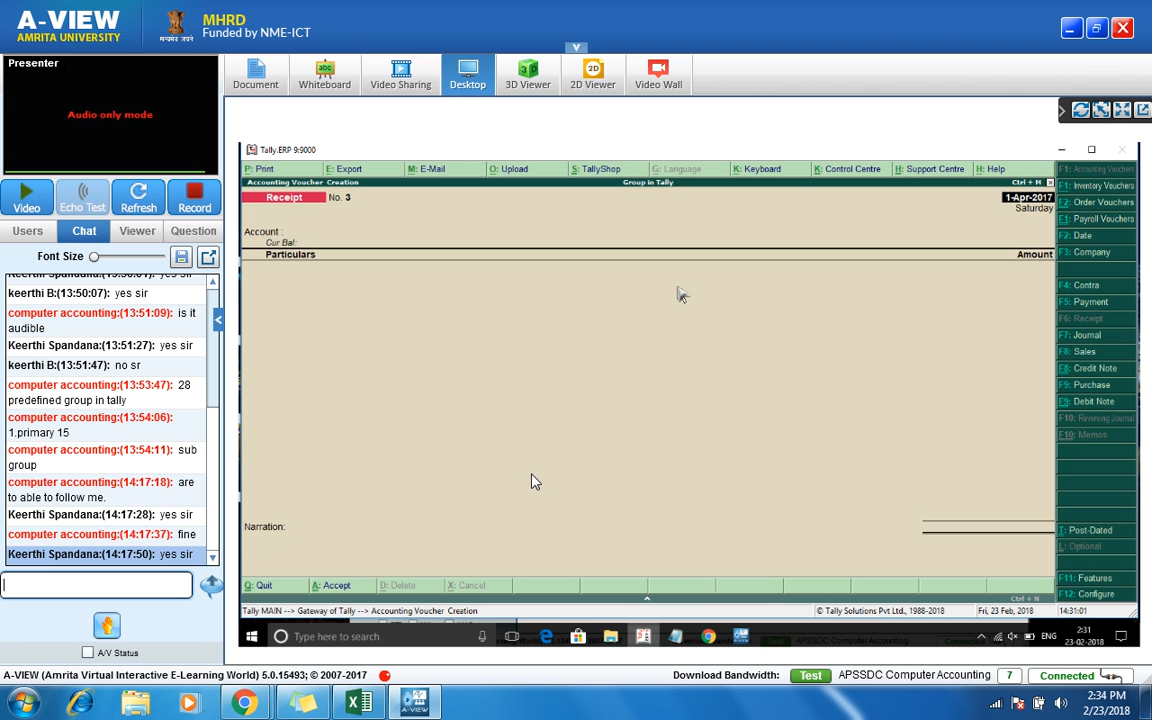 A-VIEW
AMRITA UNIVERSITY
MHRD
Funded by NME-ICT
Presenter
Audio only mode
Document
Whiteboard
Video Sharing
Desktop
3D Viewer
2D Viewer
Video Wall
Video
Echo Test
Refresh
Record
Users
Chat
Viewer
Question
Font Size
keerthi B:(13:50:07): yes sir
computer accounting:(13:51:09): is it
audible
Keerthi Spandana:(13:51:27): yes sir
keerthi B:(13:51:47): no sr
computer accounting:(13:53:47): 28
predefined group in tally
computer accounting:(13:54:06):
1.primary 15
computer accounting:(13:54:11): sub
group
computer accounting:(14:17:18): are
to able to follow me.
Keerthi Spandana:(14:17:28): yes sir
computer accounting:(14:17:37): fine
Keerthi Spandana:(14:17:50): yes sir
A/V Status
Tally.ERP 9:9000
P: Print
E: Export
M: E-Mail
O: Upload
S: TallyShop
G: Language
K: Keyboard
K: Control Centre
H: Support Centre
H: Help
Accounting Voucher Creation
Group in Tally
Ctrl + M
Receipt No. 3
1-Apr-2017
Saturday
Account :
Cur Bal:
Particulars
Amount
Narration:
F1: Accounting Vouchers
F1: Inventory Vouchers
F2: Order Vouchers
F1: Payroll Vouchers
F2: Date
F3: Company
F4: Contra
F5: Payment
F6: Receipt
F7: Journal
F8: Sales
F8: Credit Note
F9: Purchase
F9: Debit Note
F10: Reversing Journal
F10: Memos
T: Post-Dated
L: Optional
F11: Features
F12: Configure
Q: Quit
A: Accept
D: Delete
X: Cancel
Ctrl + N
Tally MAIN --> Gateway of Tally --> Accounting Voucher Creation
© Tally Solutions Pvt Ltd., 1988-2018
Fri, 23 Feb, 2018
14:31:01
Type here to search
ENG
2:31
23-02-2018
A-VIEW (Amrita Virtual Interactive E-Learning World) 5.0.15493; © 2007-2017
Download Bandwidth:
Test
APSSDC Computer Accounting
7
Connected
2:34 PM
2/23/2018